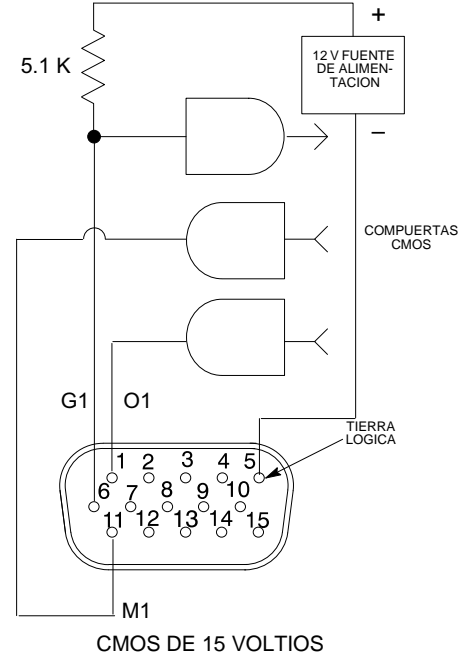 +
5.1 K
12 V FUENTE
DE ALIMEN-
TACION
–
COMPUERTAS
CMOS
G1
O1
TIERRA
LOGICA
1 2 3 4 5
6 7 8 9 10
11 12 13 14 15
M1
CMOS DE 15 VOLTIOS